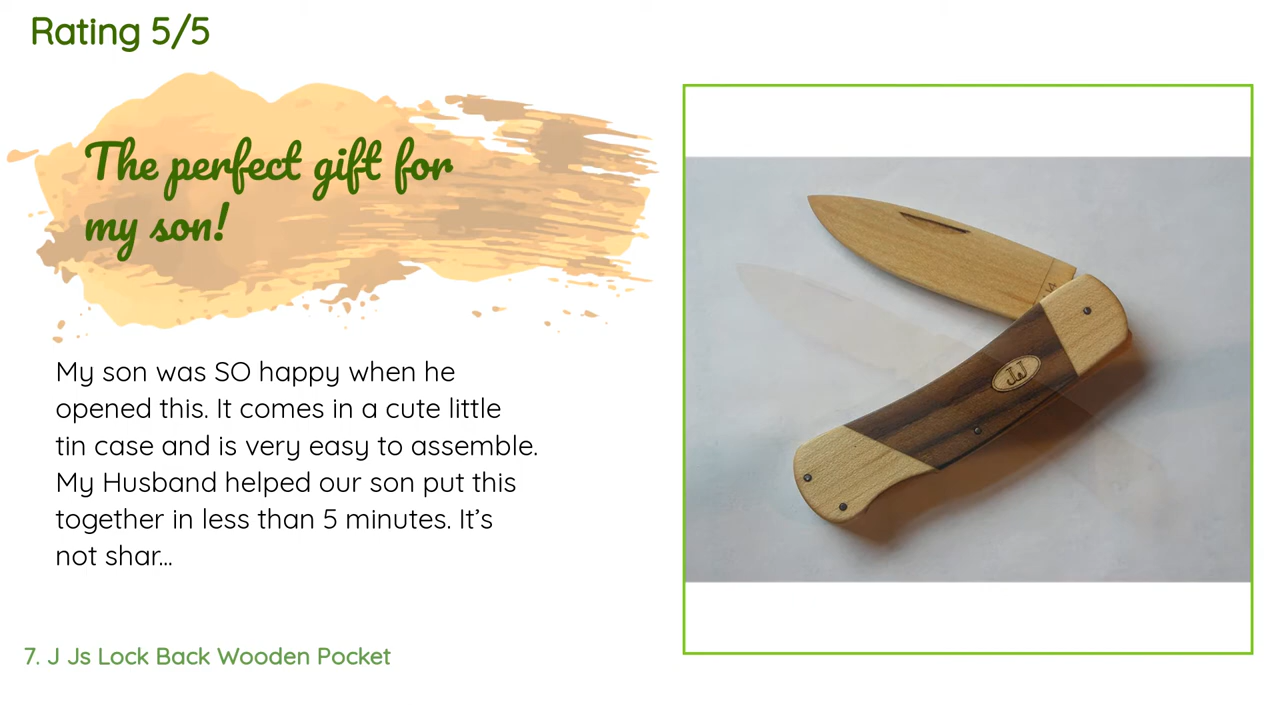 Rating 5/5
The perfect gift for
my son!
My son was SO happy when he
opened this. It comes in a cute little
tin case and is very easy to assemble.
My Husband helped our son put this
together in less than 5 minutes. It's
not shar...
JJ
7. J Js Lock Back Wooden Pocket